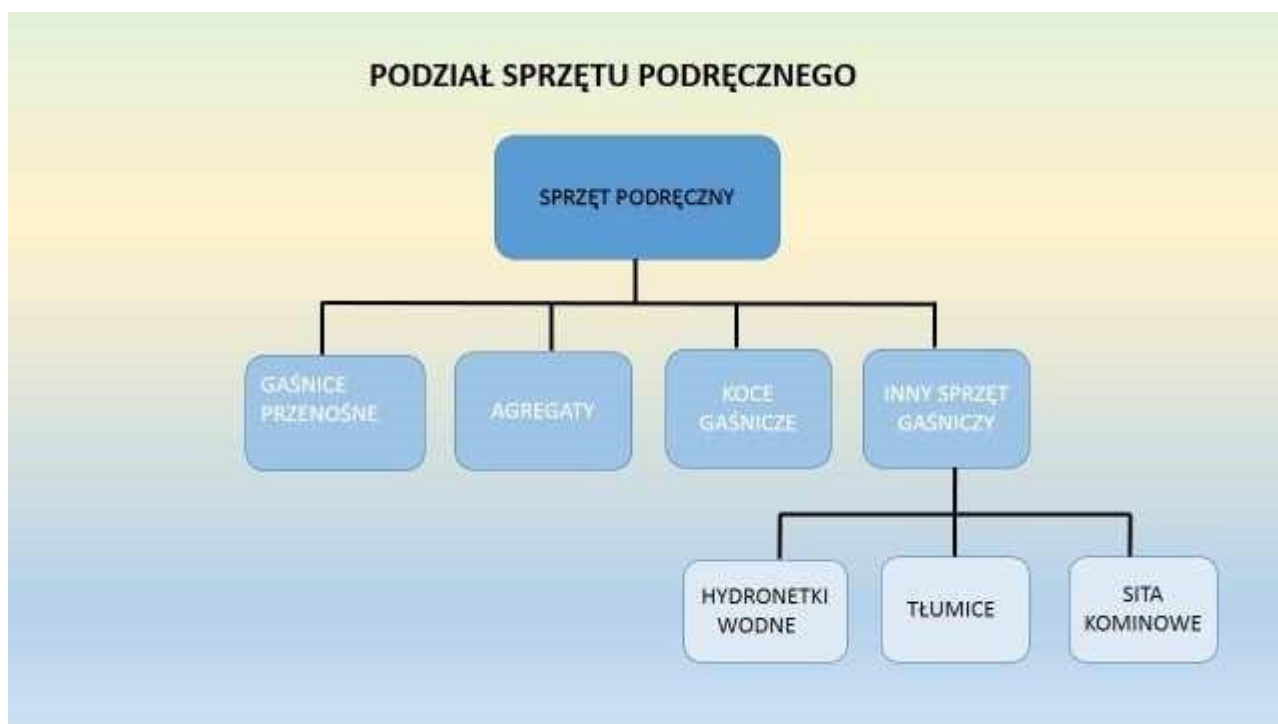 PODZIAŁ SPRZĘTU PODRĘCZNEGO
SPRZĘT PODRĘCZNY
GAŚNICE
PRZENOŚNE
AGREGATY
KOCE
GAŚNICZE
INNY SPRZĘT
GAŚNICZY
HYDRONETKI
WODNE
TŁUMICE
SITA
KOMINOWE